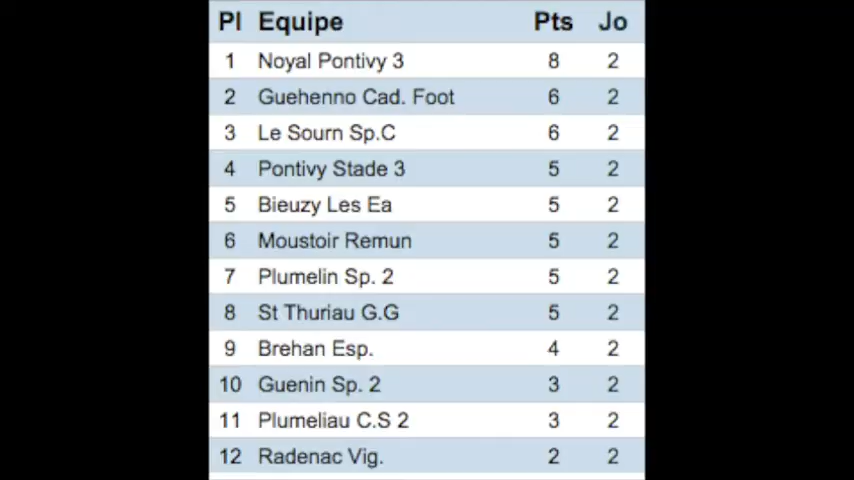 Pl Equipe Pts Jo
1 Noyal Pontivy 3 8 2
2 Guehenno Cad. Foot 6 2
3 Le Sourn Sp.C 6 2
4 Pontivy Stade 3 5 2
5 Bieuzy Les Ea 5 2
6 Moustoir Remun 5 2
7 Plumelin Sp. 2 5 2
8 St Thuriau G.G 5 2
9 Brehan Esp. 4 2
10 Guenin Sp. 2 3 2
11 Plumeliau C.S 2 3 2
12 Radenac Vig. 2 2